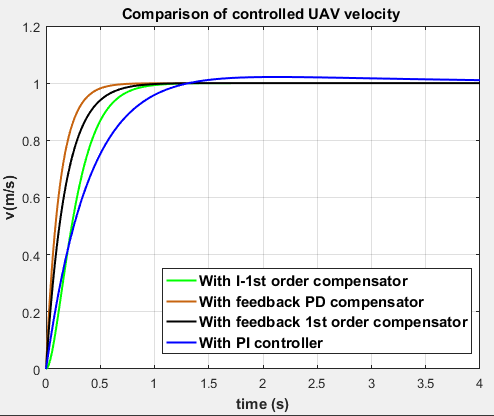 Comparison of controlled UAV velocity
1.2
1
0.8
0.6
0.4
0.2
0
v(m/s)
With I-1st order compensator
With feedback PD compensator
With feedback 1st order compensator
With PI controller
0 0.5 1 1.5 2 2.5 3 3.5 4
time (s)